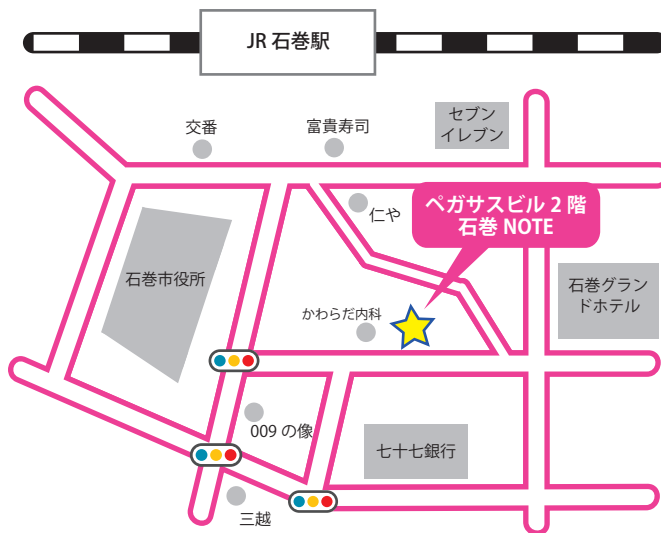 JR 石巻駅
セブン
イレブン
交番
富貴寿司
ペガサスビル 2 階
石巻 NOTE
仁や
石巻市役所
石巻グラン
ドホテル
かわらだ内科
009 の像
七十七銀行
三越